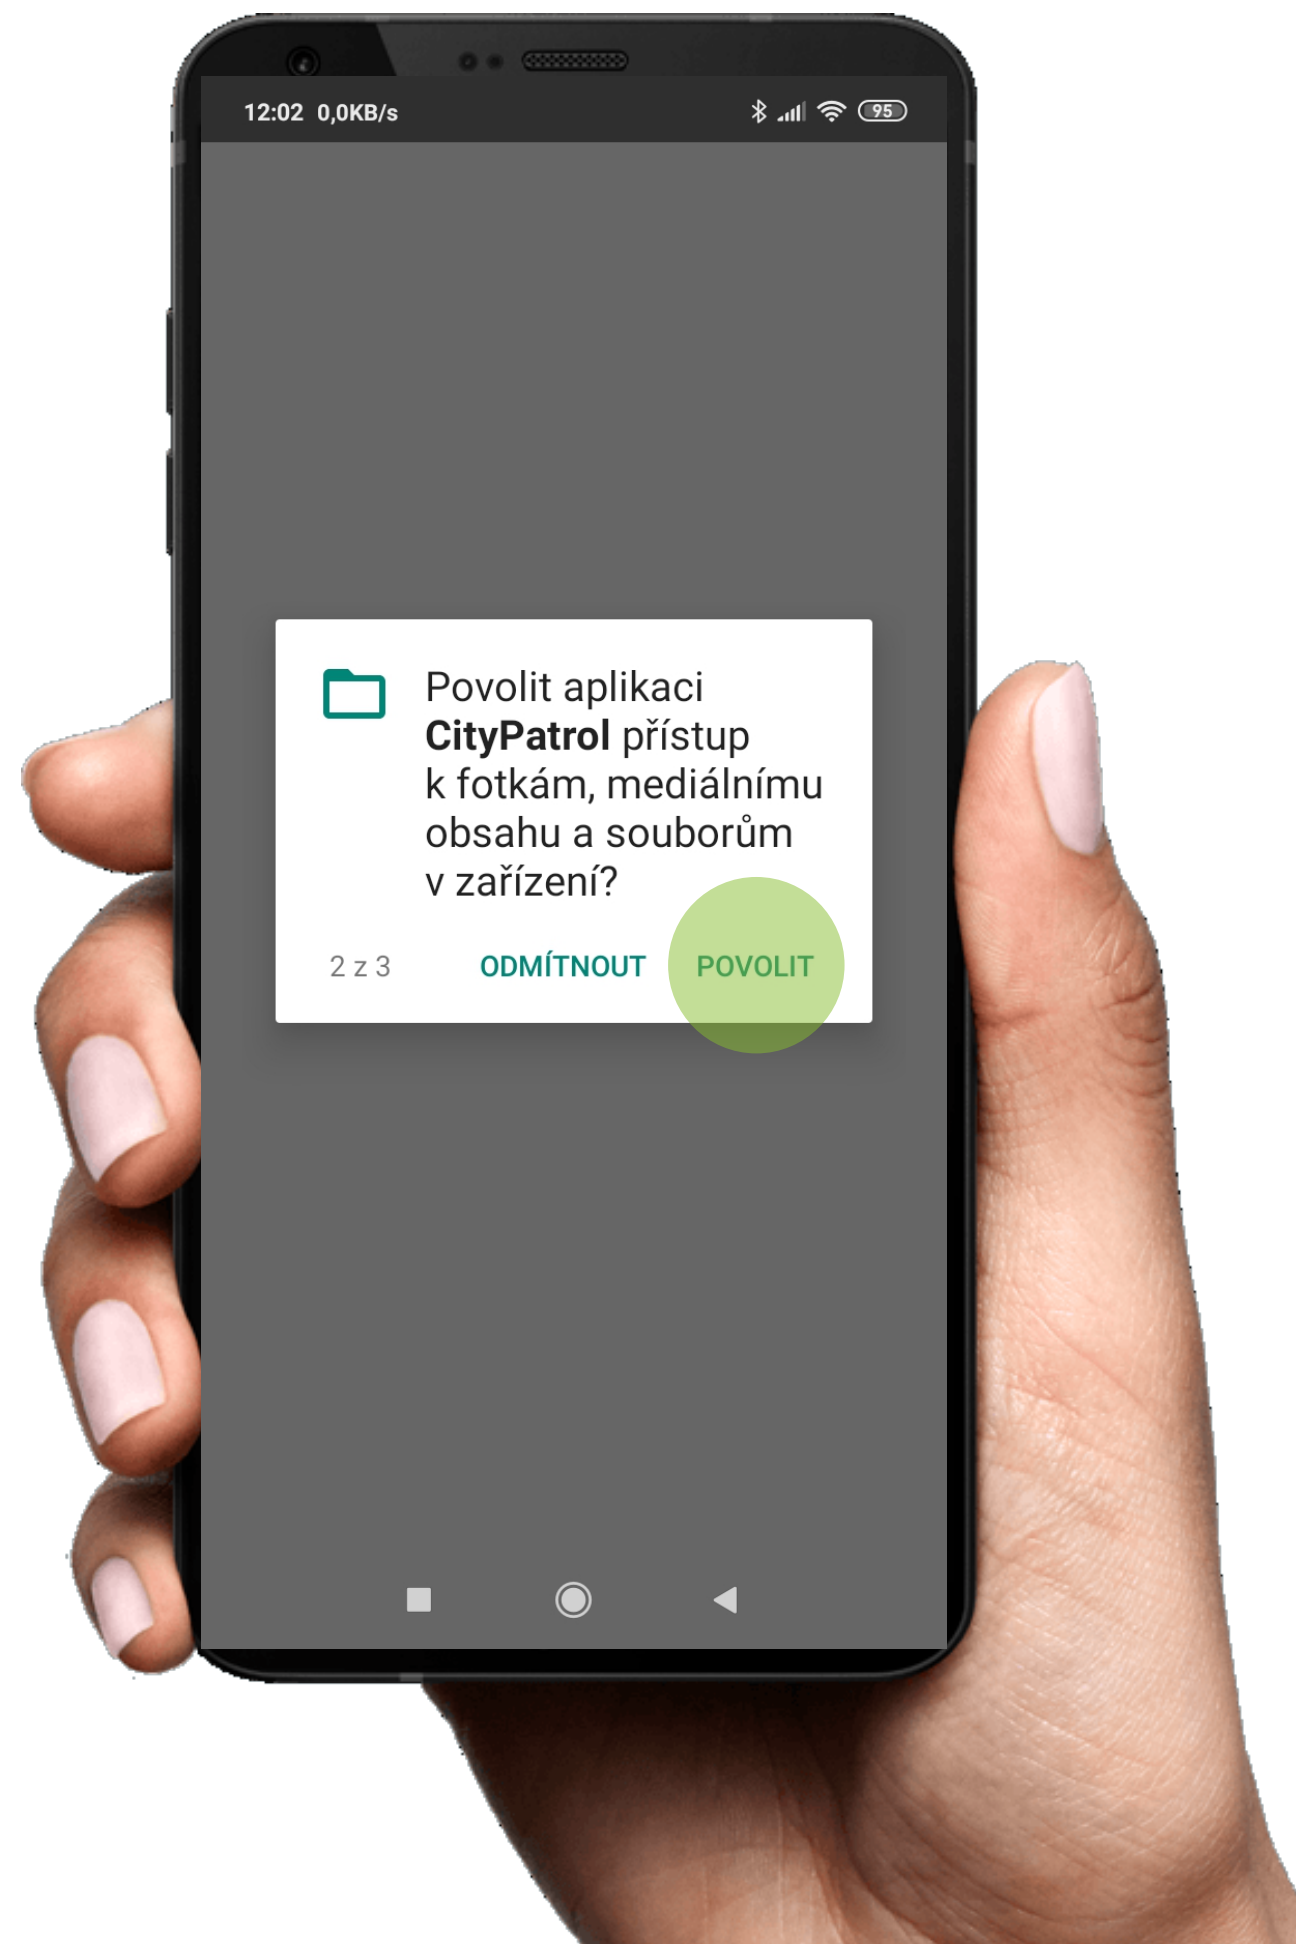 12:02 0,0KB/s 95
Povolit aplikaci
CityPatrol přístup
k fotkám, mediálnímu
obsahu a souborům
v zařízení?
2 z 3 ODMÍTNOUT POVOLIT